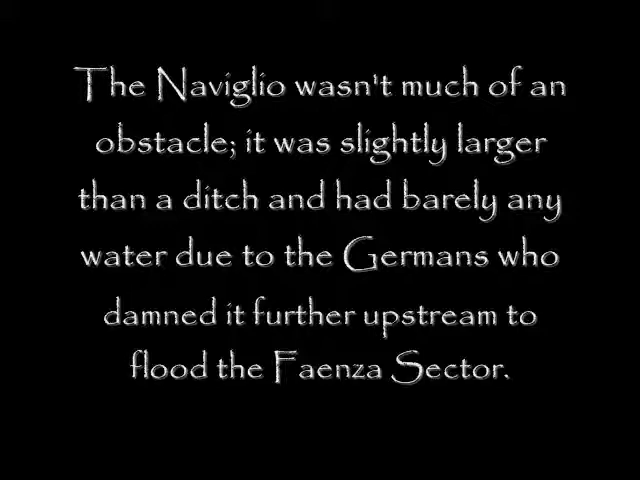 The Naviglio wasn't much of an
obstacle; it was slightly larger
than a ditch and had barely any
water due to the Germans who
damned it further upstream to
flood the Faenza Sector.